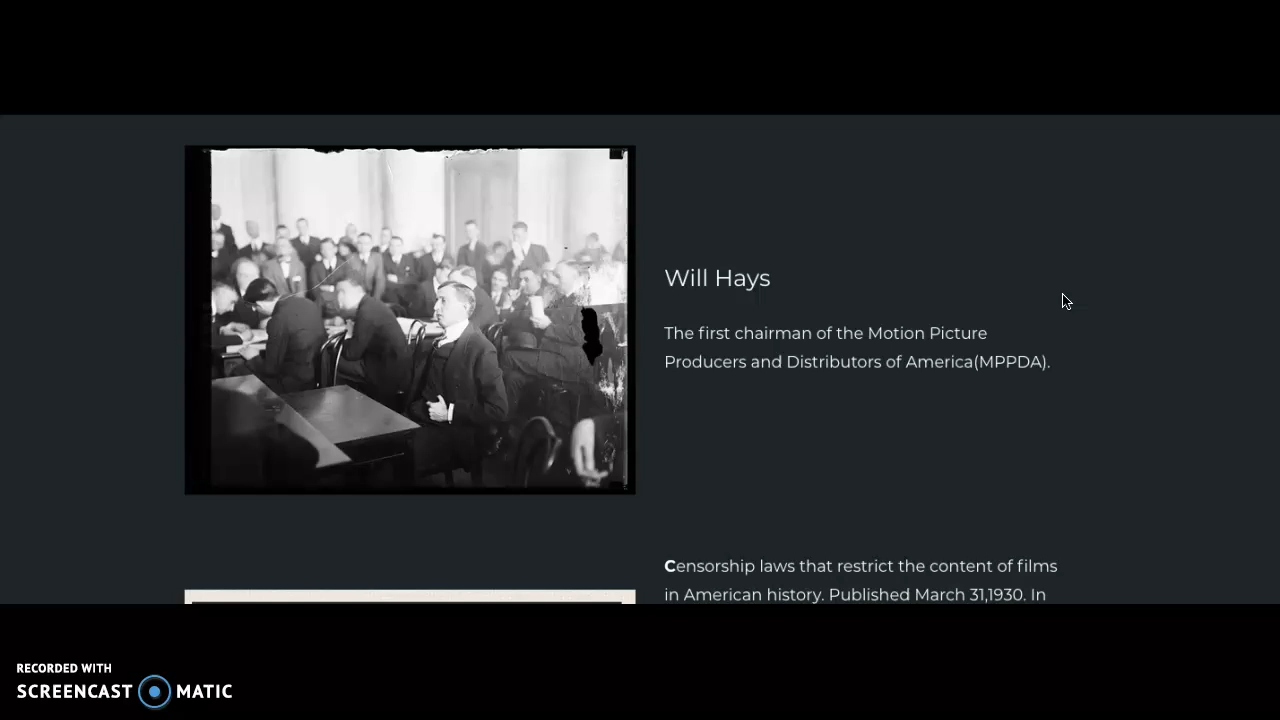 Will Hays
The first chairman of the Motion Picture
Producers and Distributors of America(MPPDA).
Censorship laws that restrict the content of films
in American history. Published March 31,1930. In
RECORDED WITH
SCREENCAST MATIC